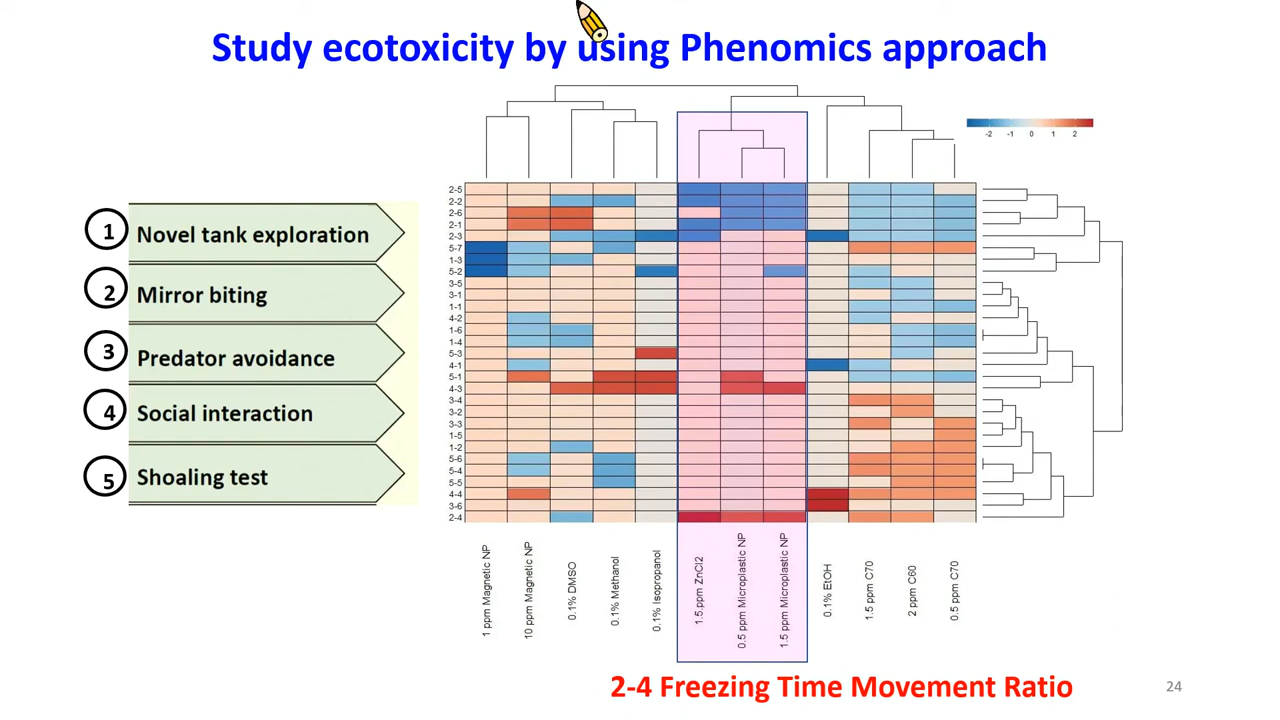 Study ecotoxicity by using Phenomics approach
-2 -1 0 1 2
1 Novel tank exploration
2 Mirror biting
3 Predator avoidance
4 Social interaction
5 Shoaling test
2-5
2-2
2-6
2-1
2-3
5-7
1-3
5-2
3-5
3-1
1-1
4-2
1-6
1-4
5-3
4-1
5-1
4-3
3-4
3-2
3-3
1-5
1-2
5-6
5-4
5-5
4-4
3-6
2-4
1 ppm Magnetic NP
10 ppm Magnetic NP
0.1% DMSO
0.1% Methanol
0.1% Isopropanol
1.5.ppm ZnCl2
0.5 ppm Microplastic NP
1.5 ppm Microplastic NP
0.1% EtOH
1.5 ppm C70
2 ppm C60
0.5 ppm C70
2-4 Freezing Time Movement Ratio
24